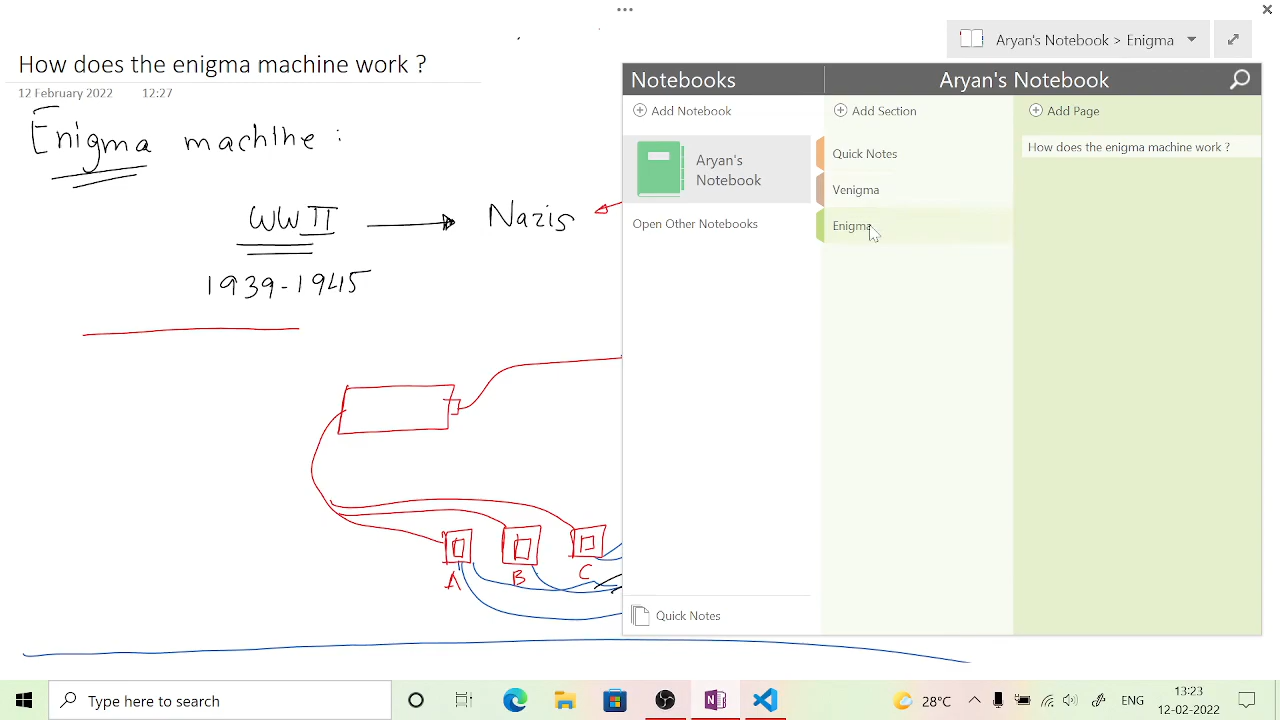 Aryan's Notebook > Enigma
How does the enigma machine work ?
12 February 2022 12:27
Enigma machine :
WW II → Nazis
1939-1945
A B C
Notebooks
Aryan's Notebook
Add Notebook
Add Section
Add Page
Aryan's
Notebook
Open Other Notebooks
Quick Notes
Venigma
Enigma
How does the enigma machine work ?
Quick Notes
Type here to search
28°C
ENG
13:23
12-02-2022